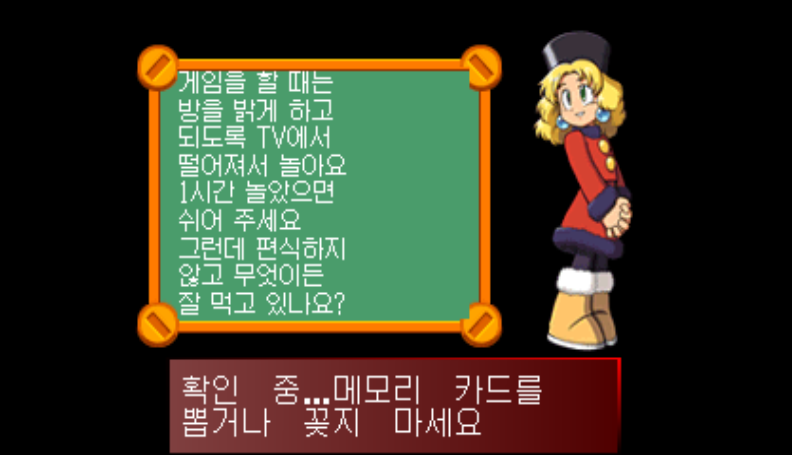 게임을 할 때는
방을 밝게 하고
되도록 TV에서
떨어져서 놀아요
1시간 놀았으면
쉬어 주세요
그런데 편식하지
않고 무엇이든
잘 먹고 있나요?
확인 중...메모리 카드를
뽑거나 꽂지 마세요